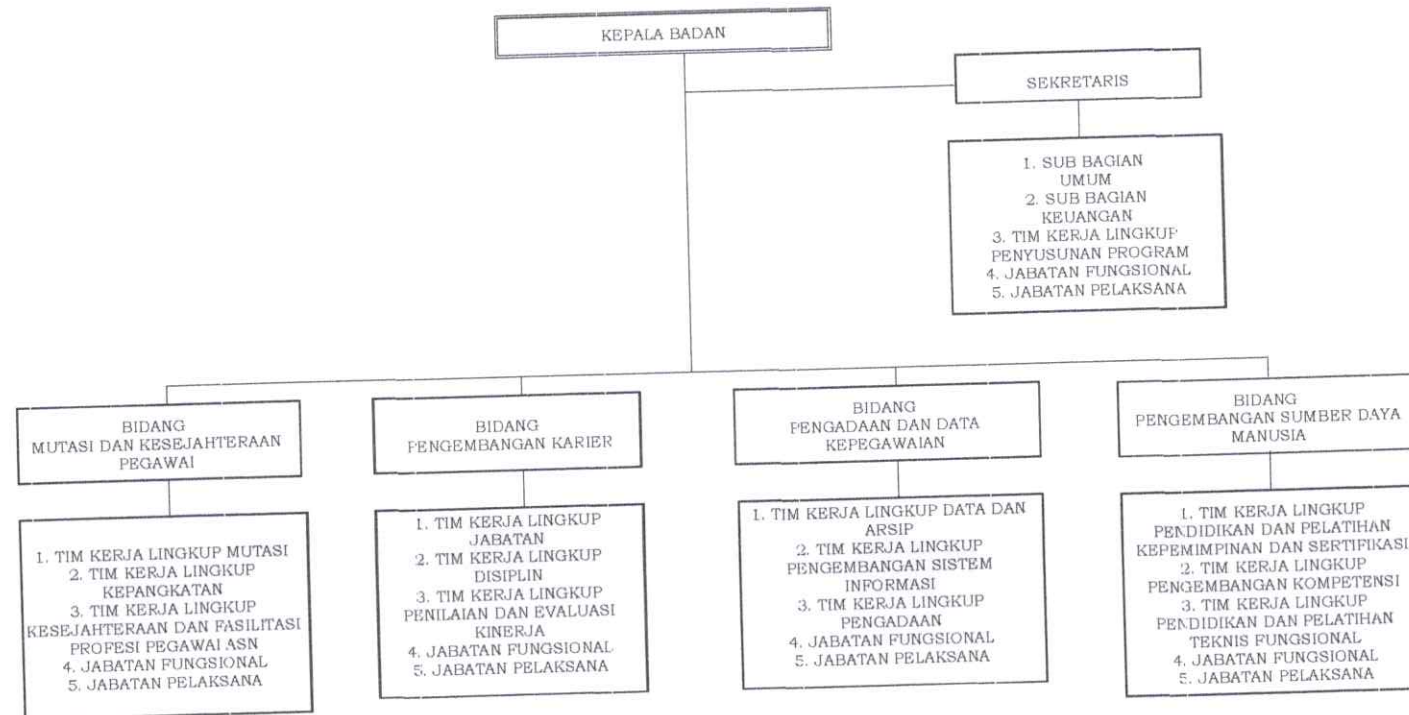 KEPALA BADAN
SEKRETARIS
1. SUB BAGIAN
UMUM
2. SUB BAGIAN
KEUANGAN
3. TIM KERJA LINGKUP
PENYUSUNAN PROGRAM
4. JABATAN FUNGSIONAL
5. JABATAN PELAKSANA
BIDANG
MUTASI DAN KESEJAHTERAAN
PEGAWAI
1. TIM KERJA LINGKUP MUTASI
2. TIM KERJA LINGKUP
KEPANGKATAN
3. TIM KERJA LINGKUP
KESEJAHTERAAN DAN FASILITASI
PROFESI PEGAWAI ASN
4. JABATAN FUNGSIONAL
5. JABATAN PELAKSANA
BIDANG
PENGEMBANGAN KARIER
1. TIM KERJA LINGKUP
JABATAN
2. TIM KERJA LINGKUP
DISIPLIN
3. TIM KERJA LINGKUP
PENILAIAN DAN EVALUASI
KINERJA
4. JABATAN FUNGSIONAL
5. JABATAN PELAKSANA
BIDANG
PENGADAAN DAN DATA
KEPEGAWAIAN
1. TIM KERJA LINGKUP DATA DAN
ARSIP
2. TIM KERJA LINGKUP
PENGEMBANGAN SISTEM
INFORMASI
3. TIM KERJA LINGKUP
PENGADAAN
4. JABATAN FUNGSIONAL
5. JABATAN PELAKSANA
BIDANG
PENGEMBANGAN SUMBER DAYA
MANUSIA
1. TIM KERJA LINGKUP
PENDIDIKAN DAN PELATIHAN
KEPEMIMPINAN DAN SERTIFIKASI
2. TIM KERJA LINGKUP
PENGEMBANGAN KOMPETENSI
3. TIM KERJA LINGKUP
PENDIDIKAN DAN PELATIHAN
TEKNIS FUNGSIONAL
4. JABATAN FUNGSIONAL
5. JABATAN PELAKSANA